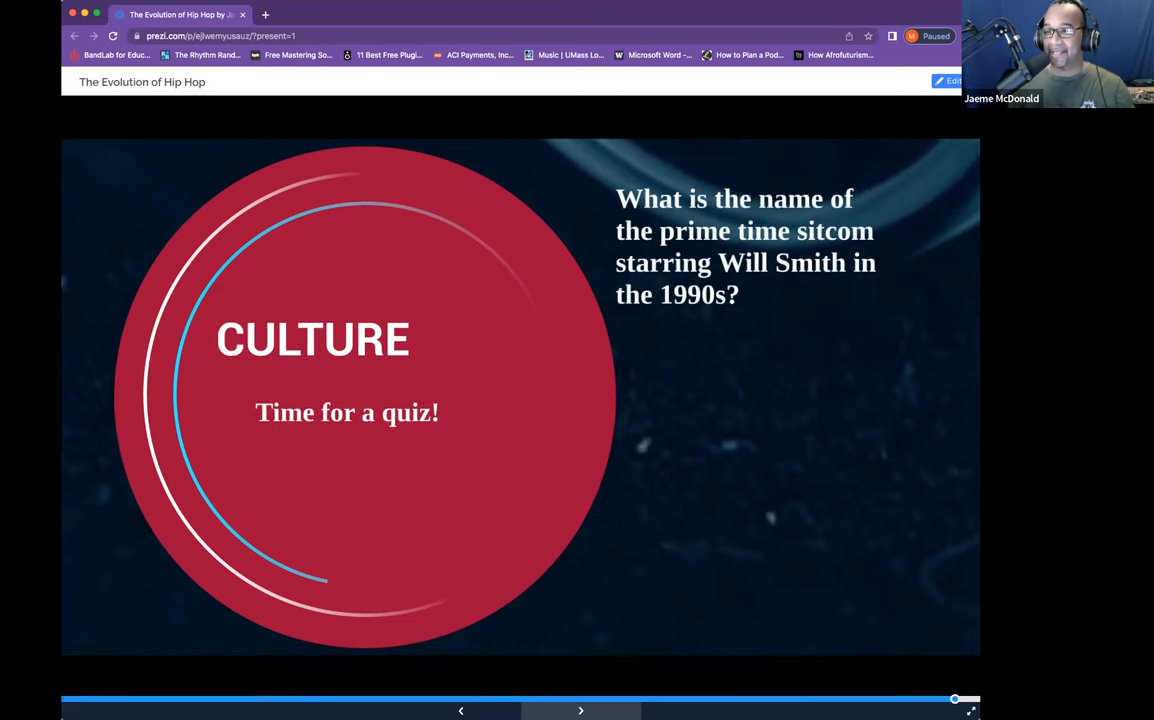 The Evolution of Hip Hop by Ja
prezi.com/p/ejlwemyusauz/?present=1
M Paused
BandLab for Educ...
The Rhythm Rand...
Free Mastering So...
11 Best Free Plugi...
ACI Payments, Inc...
Music | UMass Lo...
Microsoft Word -...
How to Plan a Pod...
How Afrofuturism...
The Evolution of Hip Hop
Edit
Jaeme McDonald
What is the name of
the prime time sitcom
starring Will Smith in
the 1990s?
CULTURE
Time for a quiz!